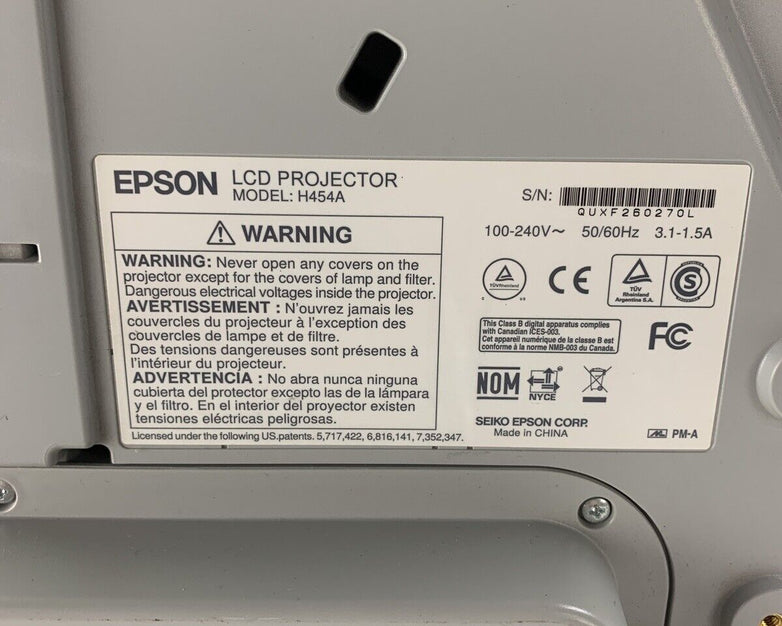 EPSON LCD PROJECTOR
MODEL: H454A
S/N:
QUXF260270L
100-240V~ 50/60Hz 3.1-1.5A
WARNING
WARNING: Never open any covers on the
projector except for the covers of lamp and filter.
Dangerous electrical voltages inside the projector.
AVERTISSEMENT : N'ouvrez jamais les
couvercles du projecteur à l'exception des
couvercles de lampe et de filtre.
Des tensions dangereuses sont présentes à
l'intérieur du projecteur.
ADVERTENCIA : No abra nunca ninguna
cubierta del protector excepto las de la lámpara
y el filtro. En el interior del proyector existen
tensiones eléctricas peligrosas.
Licensed under the following US.patents. 5,717,422, 6,816,141, 7,352,347.
TÜVRheinland
C US
CE
TÜV
Rheinland
Argentina S.A.
S
This Class B digital apparatus complies
with Canadian ICES-003.
Cet appareil numérique de la classe B est
conforme à la norme NMB-003 du Canada.
FC
NOM
NYCE
SEIKO EPSON CORP.
Made in CHINA
PM-A